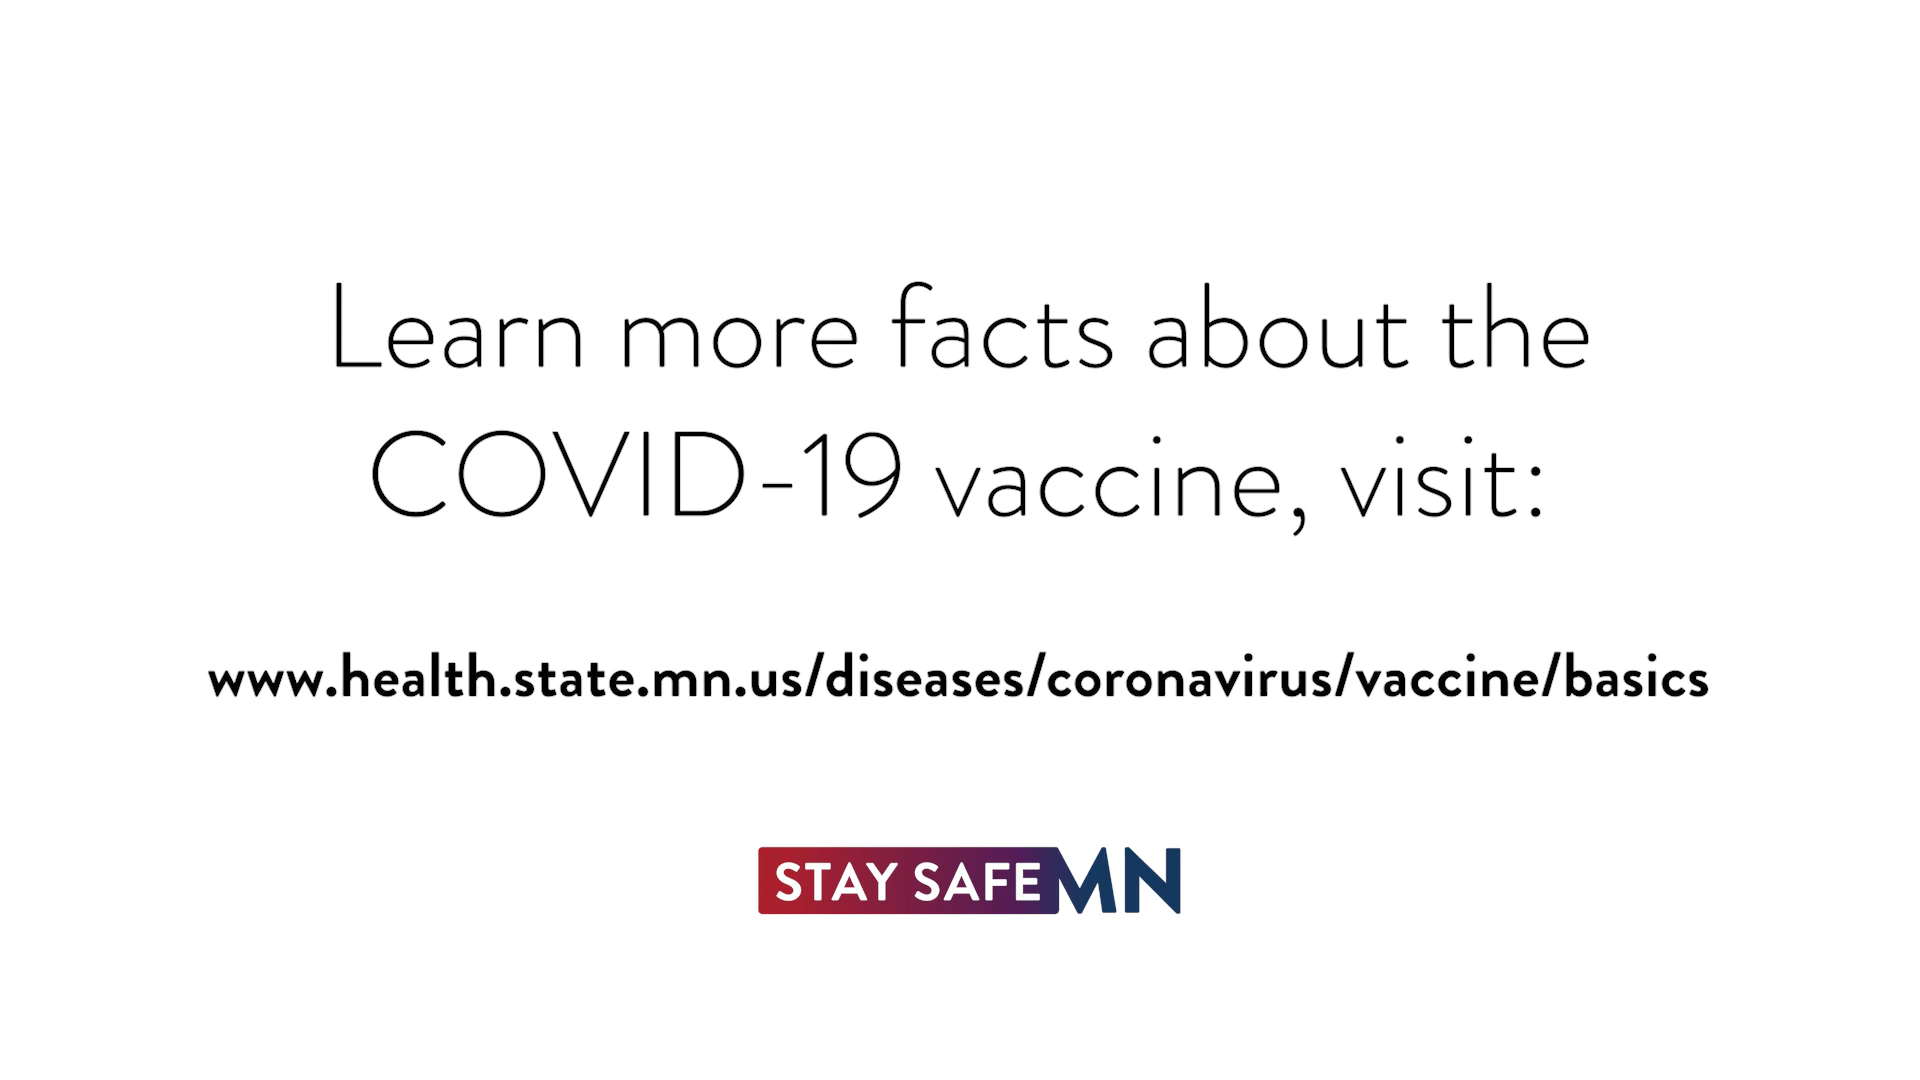 Learn more facts about the
COVID-19 vaccine, visit:
www.health.state.mn.us/diseases/coronavirus/vaccine/basics
STAY SAFE MN